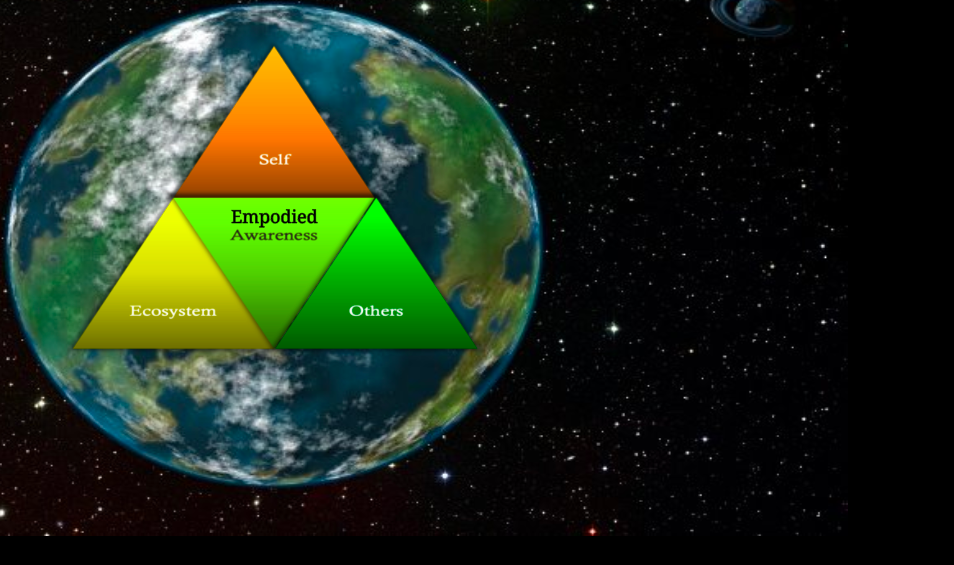 Self
Empodied
Awareness
Ecosystem
Others